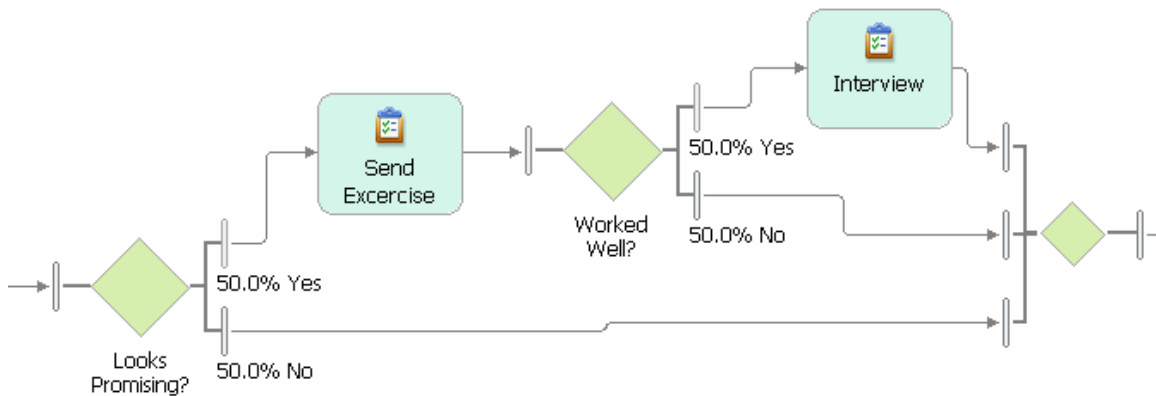 Interview
50.0% Yes
Send
Excercise
Worked
Well?
50.0% No
50.0% Yes
Looks
Promising?
50.0% No